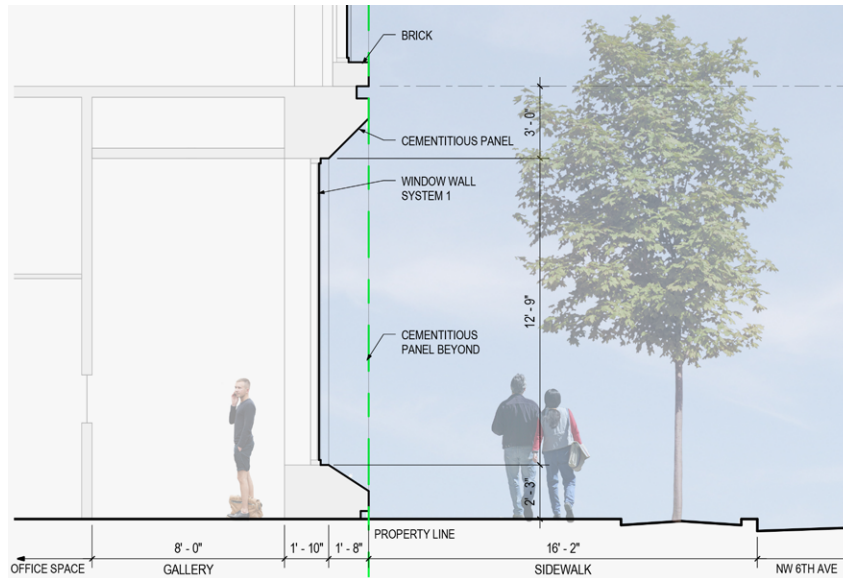 BRICK
3' - 0"
CEMENTITIOUS PANEL
WINDOW WALL
SYSTEM 1
12' - 9"
CEMENTITIOUS
PANEL BEYOND
2' - 3"
PROPERTY LINE
8' - 0"
1' - 10"
1' - 8"
16' - 2"
OFFICE SPACE
GALLERY
SIDEWALK
NW 6TH AVE